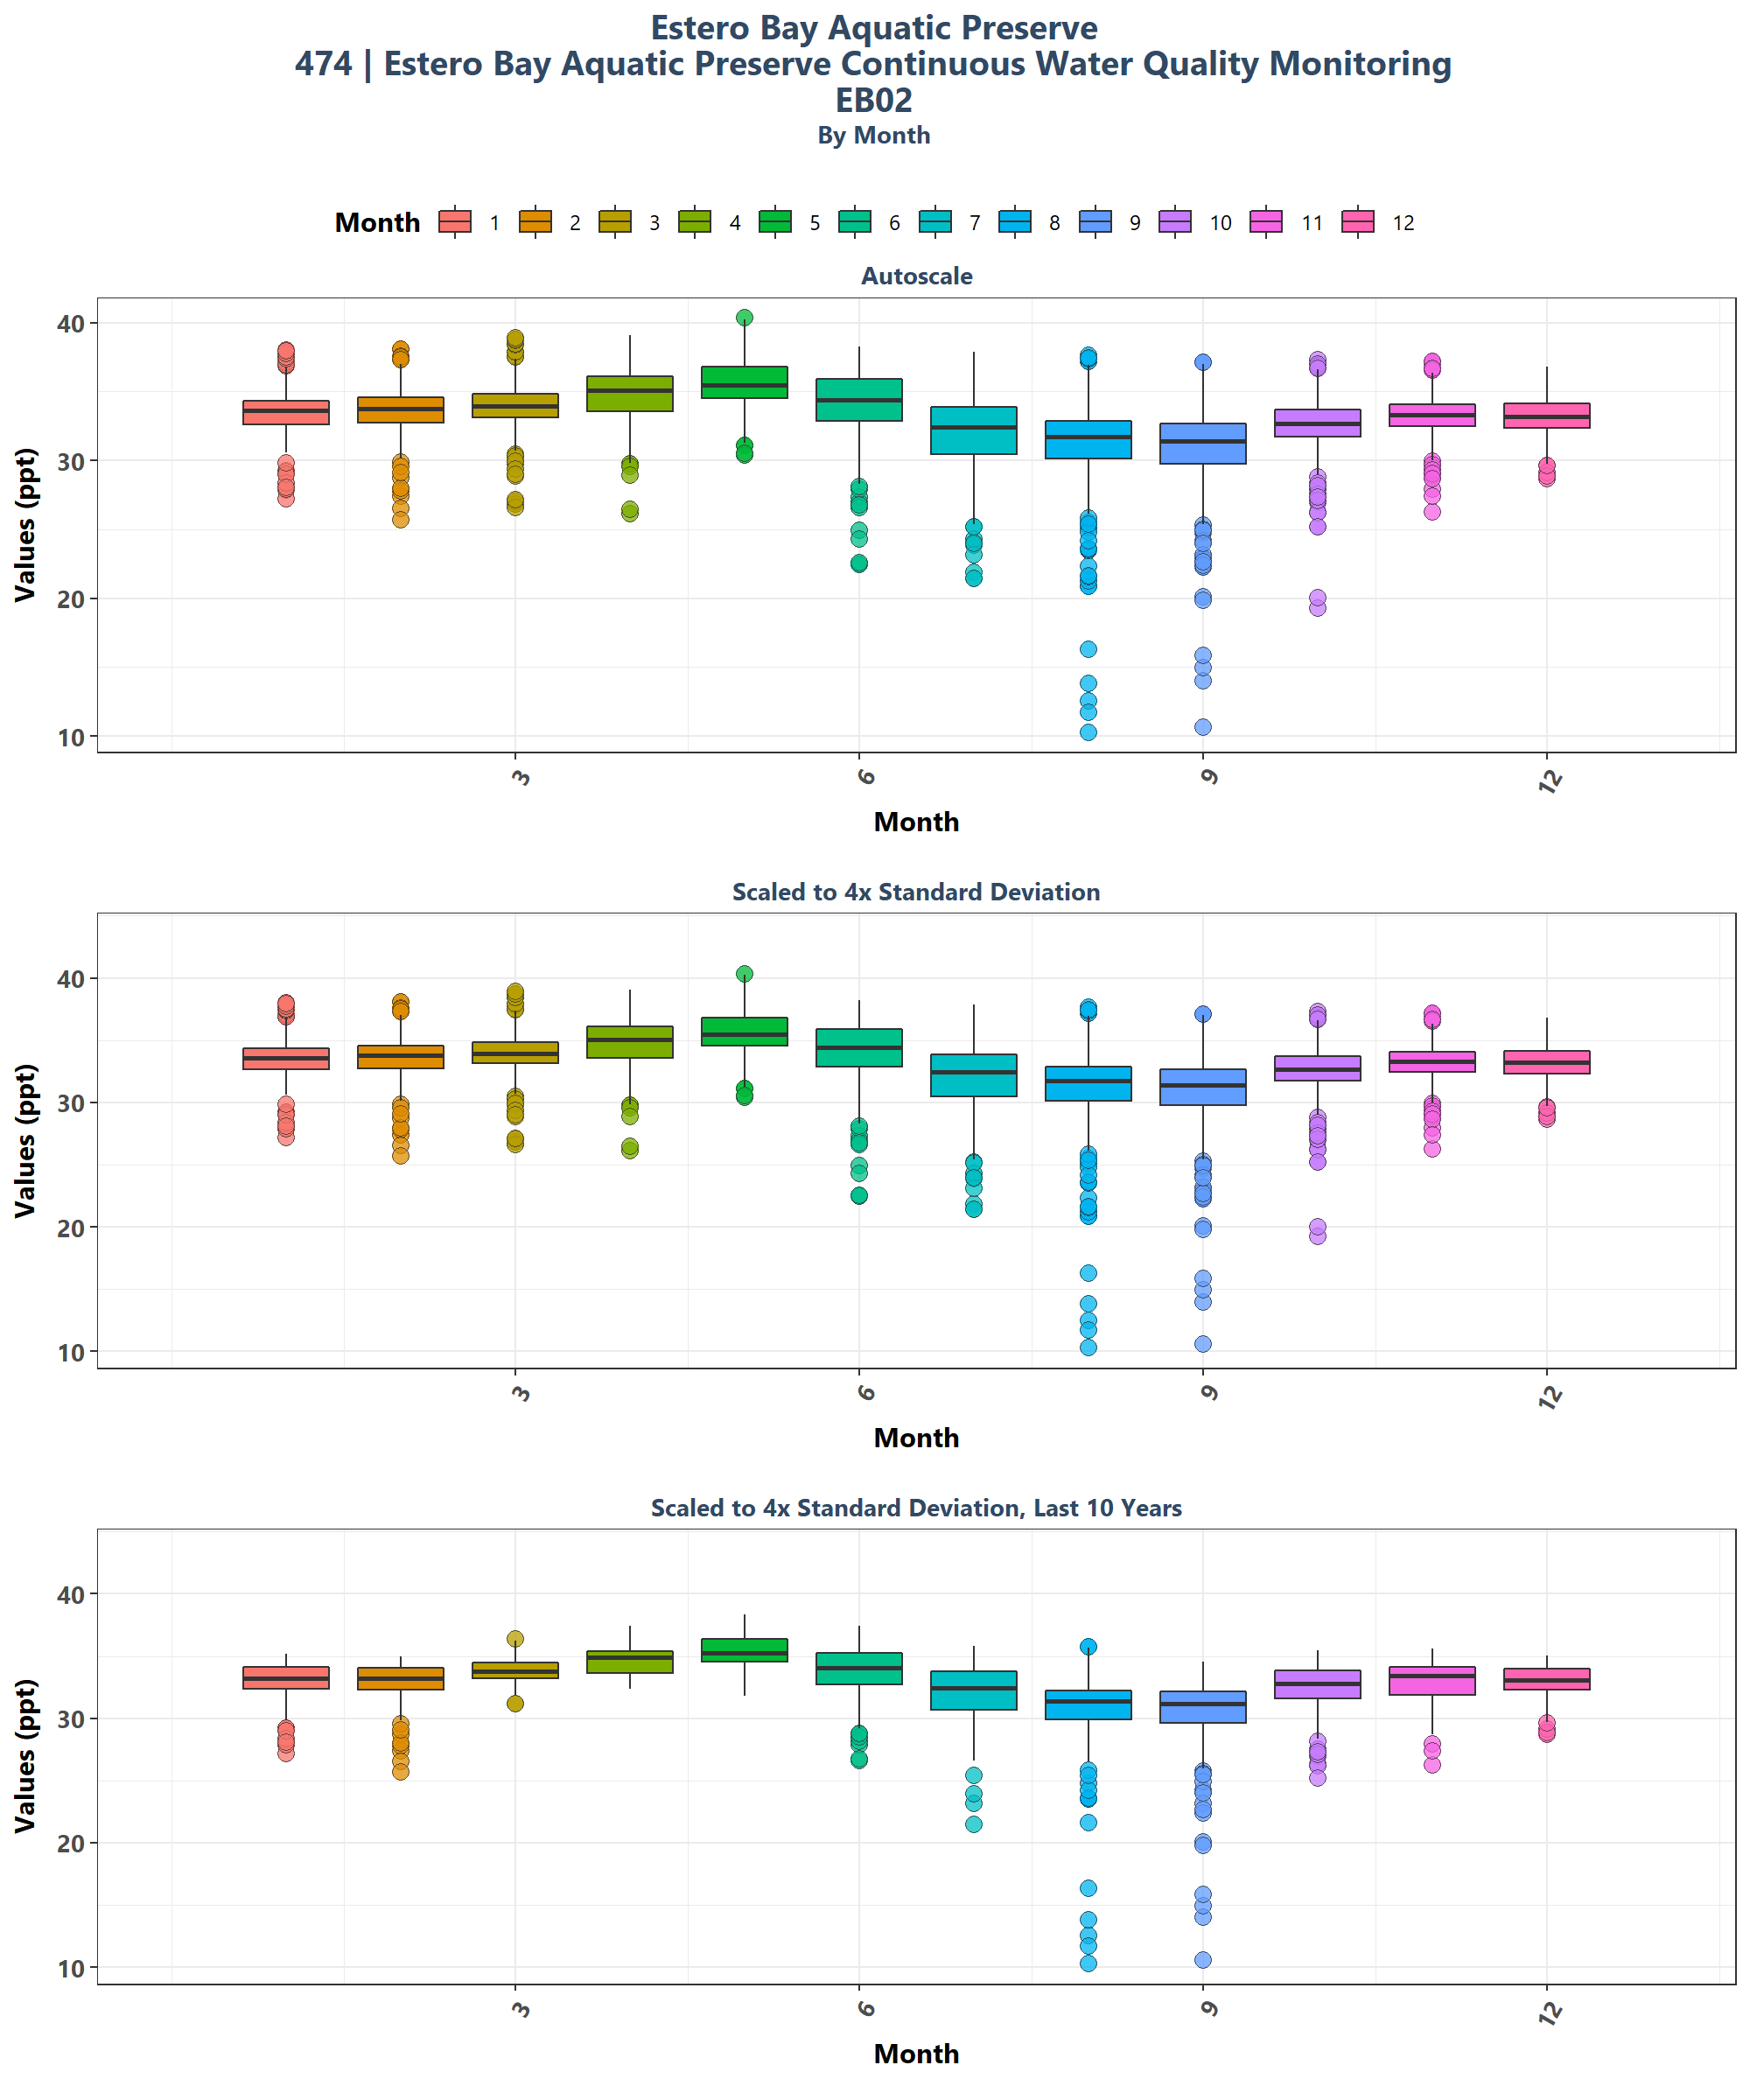 Estero Bay Aquatic Preserve
474 | Estero Bay Aquatic Preserve Continuous Water Quality Monitoring
EB02
By Month
Month 1 2 3 4 5 6 7 8 9 10 11 12
Autoscale
Values (ppt)
40
30
20
10
3 6 9 12
Month
Scaled to 4x Standard Deviation
Values (ppt)
40
30
20
10
3 6 9 12
Month
Scaled to 4x Standard Deviation, Last 10 Years
Values (ppt)
40
30
20
10
3 6 9 12
Month